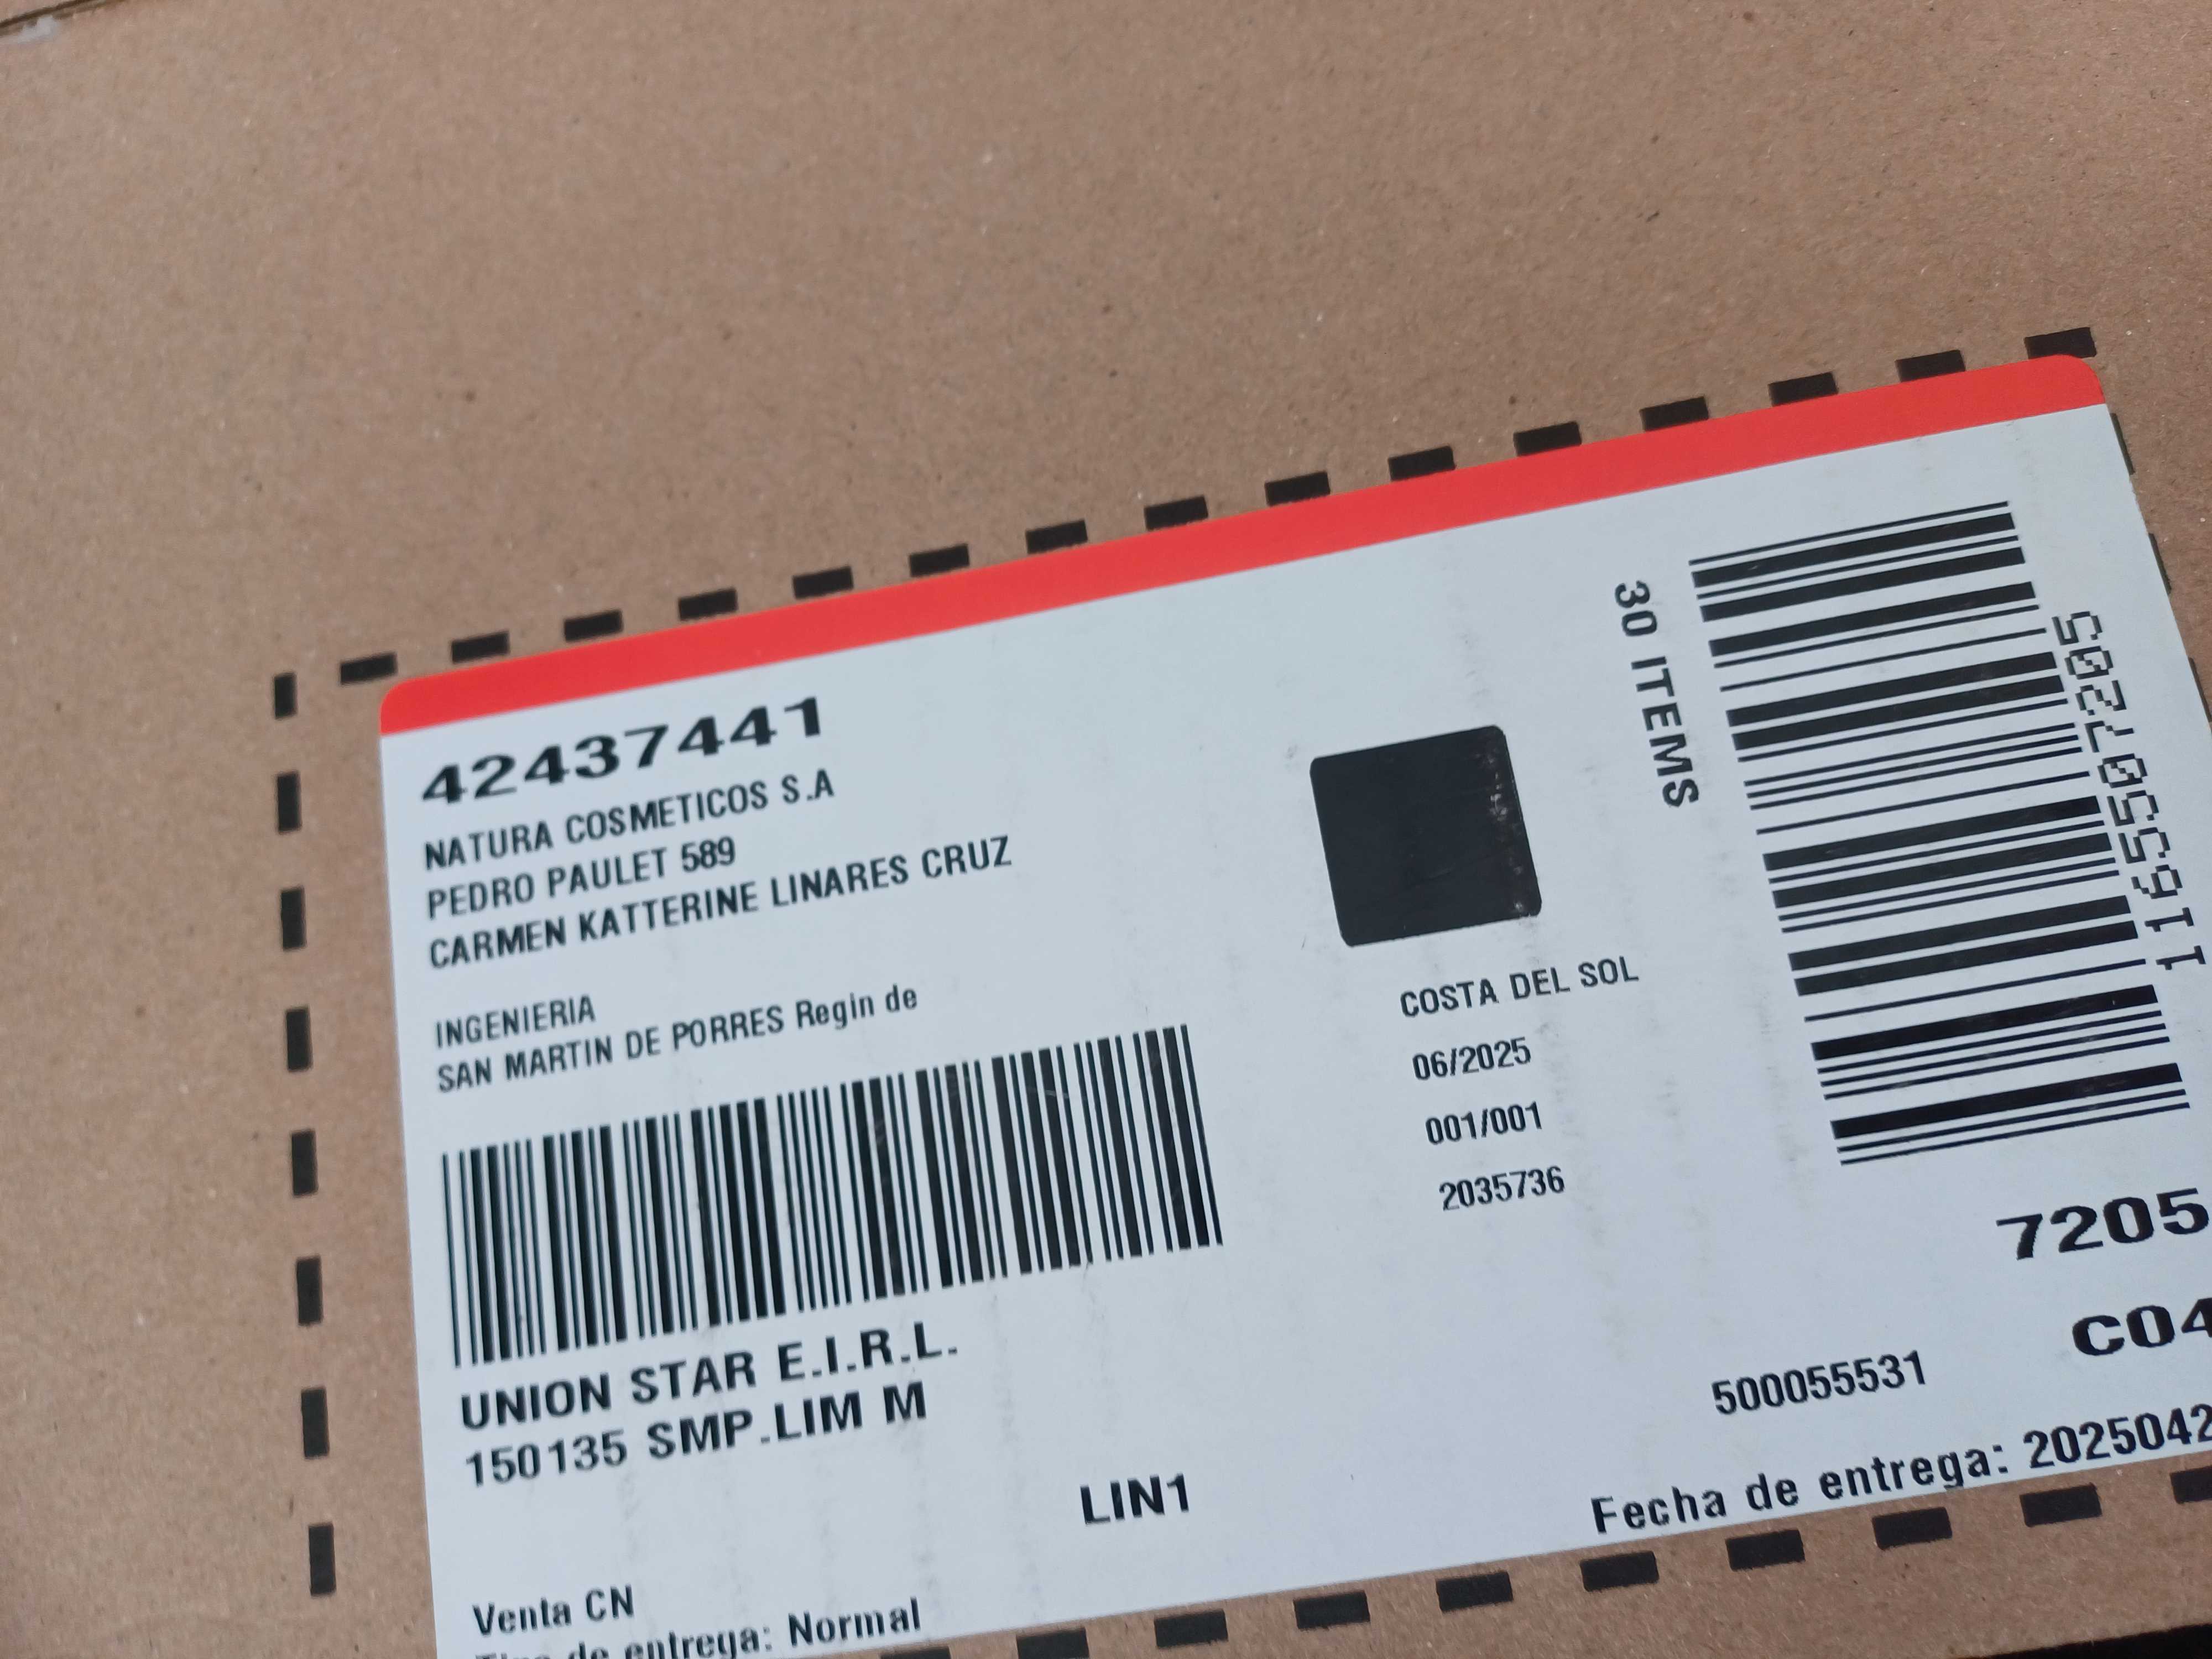 42437441
NATURA COSMETICOS S.A
PEDRO PAULET 589
CARMEN KATTERINE LINARES CRUZ
INGENIERIA
SAN MARTIN DE PORRES Regin de
UNION STAR E.I.R.L.
150135 SMP.LIM M
LIN1
Venta CN
de entrega: Normal
COSTA DEL SOL
06/2025
001/001
2035736
30 ITEMS
5027205596111
7205
C04
500055531
Fecha de entrega: 2025042